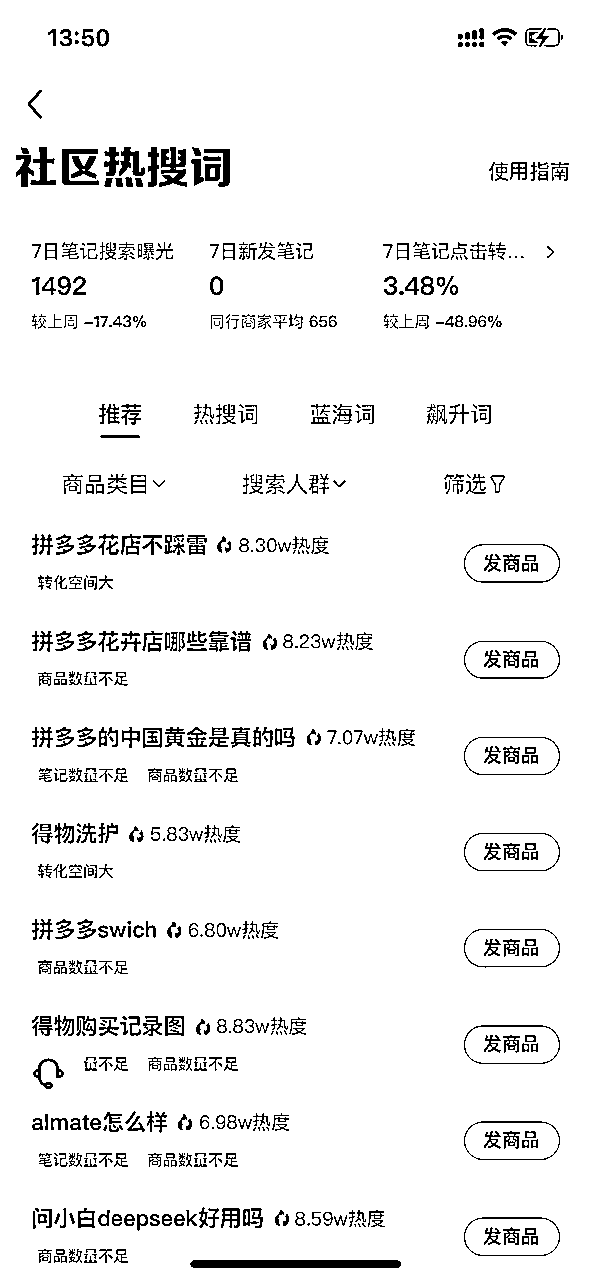 13:50
社区热搜词
使用指南
7日笔记搜索曝光 7日新发笔记 7日笔记点击转...
1492 0 3.48%
较上周 -17.43% 同行商家平均 656 较上周 -48.96%
推荐 热搜词 蓝海词 飙升词
商品类目 搜索人群 筛选
拼多多花店不踩雷 8.30w热度
发商品
转化空间大
拼多多花卉店哪些靠谱 8.23w热度
发商品
商品数量不足
拼多多的中国黄金是真的吗 7.07w热度
发商品
笔记数量不足 商品数量不足
得物洗护 5.83w热度
发商品
转化空间大
拼多多swich 6.80w热度
发商品
商品数量不足
得物购买记录图 8.83w热度
发商品
量不足 商品数量不足
almate怎么样 6.98w热度
发商品
笔记数量不足 商品数量不足
问小白deepseek好用吗 8.59w热度
发商品
商品数量不足